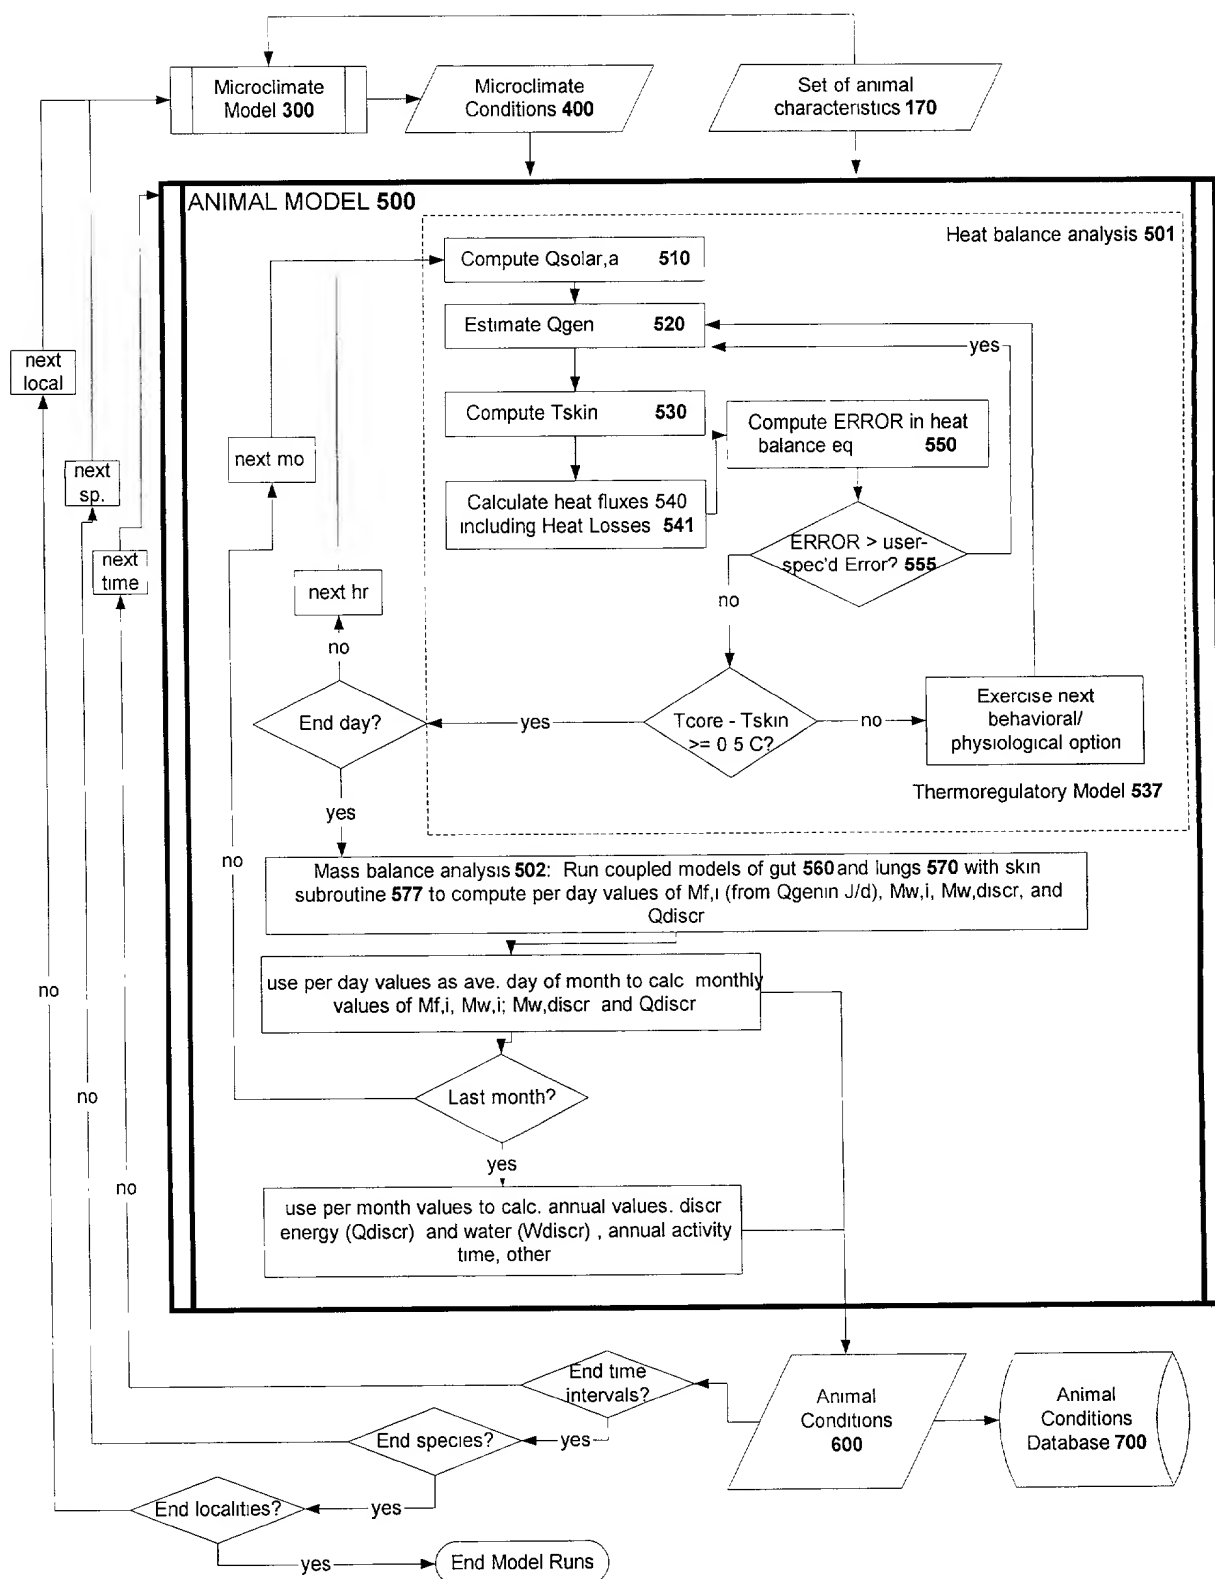 Microclimate
Model 300
Microclimate
Conditions 400
Set of animal
characteristics 170
ANIMAL MODEL 500
Heat balance analysis 501
Compute Qsolar,a 510
Estimate Qgen 520
yes
next
local
Compute Tskin 530
Compute ERROR in heat
balance eq 550
next mo
next
sp.
Calculate heat fluxes 540
including Heat Losses 541
ERROR > user-
spec'd Error? 555
next
time
next hr
no
no
End day?
yes
Tcore - Tskin
>= 0 5 C?
no
Exercise next
behavioral/
physiological option
Thermoregulatory Model 537
yes
no
Mass balance analysis 502: Run coupled models of gut 560 and lungs 570 with skin
subroutine 577 to compute per day values of Mf,i (from Qgenin J/d), Mw,i, Mw,discr, and
Qdiscr
no
use per day values as ave. day of month to calc monthly
values of Mf,i, Mw,i; Mw,discr and Qdiscr
no
Last month?
yes
no
use per month values to calc. annual values. discr
energy (Qdiscr) and water (Wdiscr) , annual activity
time, other
End time
intervals?
Animal
Conditions
600
Animal
Conditions
Database 700
End species?
yes
End localities?
yes
yes
End Model Runs